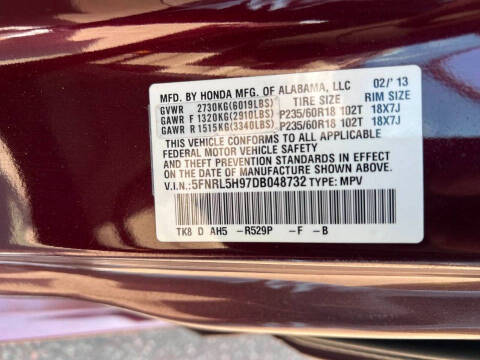 MFD. BY HONDA MFG. OF ALABAMA, LLC 02/'13
GVWR 2730KG(6019LBS) TIRE SIZE RIM SIZE
GAWR F 1320KG(2910LBS) P235/60R18 102T 18X7J
GAWR R 1515KG(3340LBS) P235/60R18 102T 18X7J
THIS VEHICLE CONFORMS TO ALL APPLICABLE
FEDERAL MOTOR VEHICLE SAFETY
AND THEFT PREVENTION STANDARDS IN EFFECT
ON THE DATE OF MANUFACTURE SHOWN ABOVE.
V.I.N.:5FNRL5H97DB048732 TYPE: MPV
TK8 D AH5 -R529P -F -B